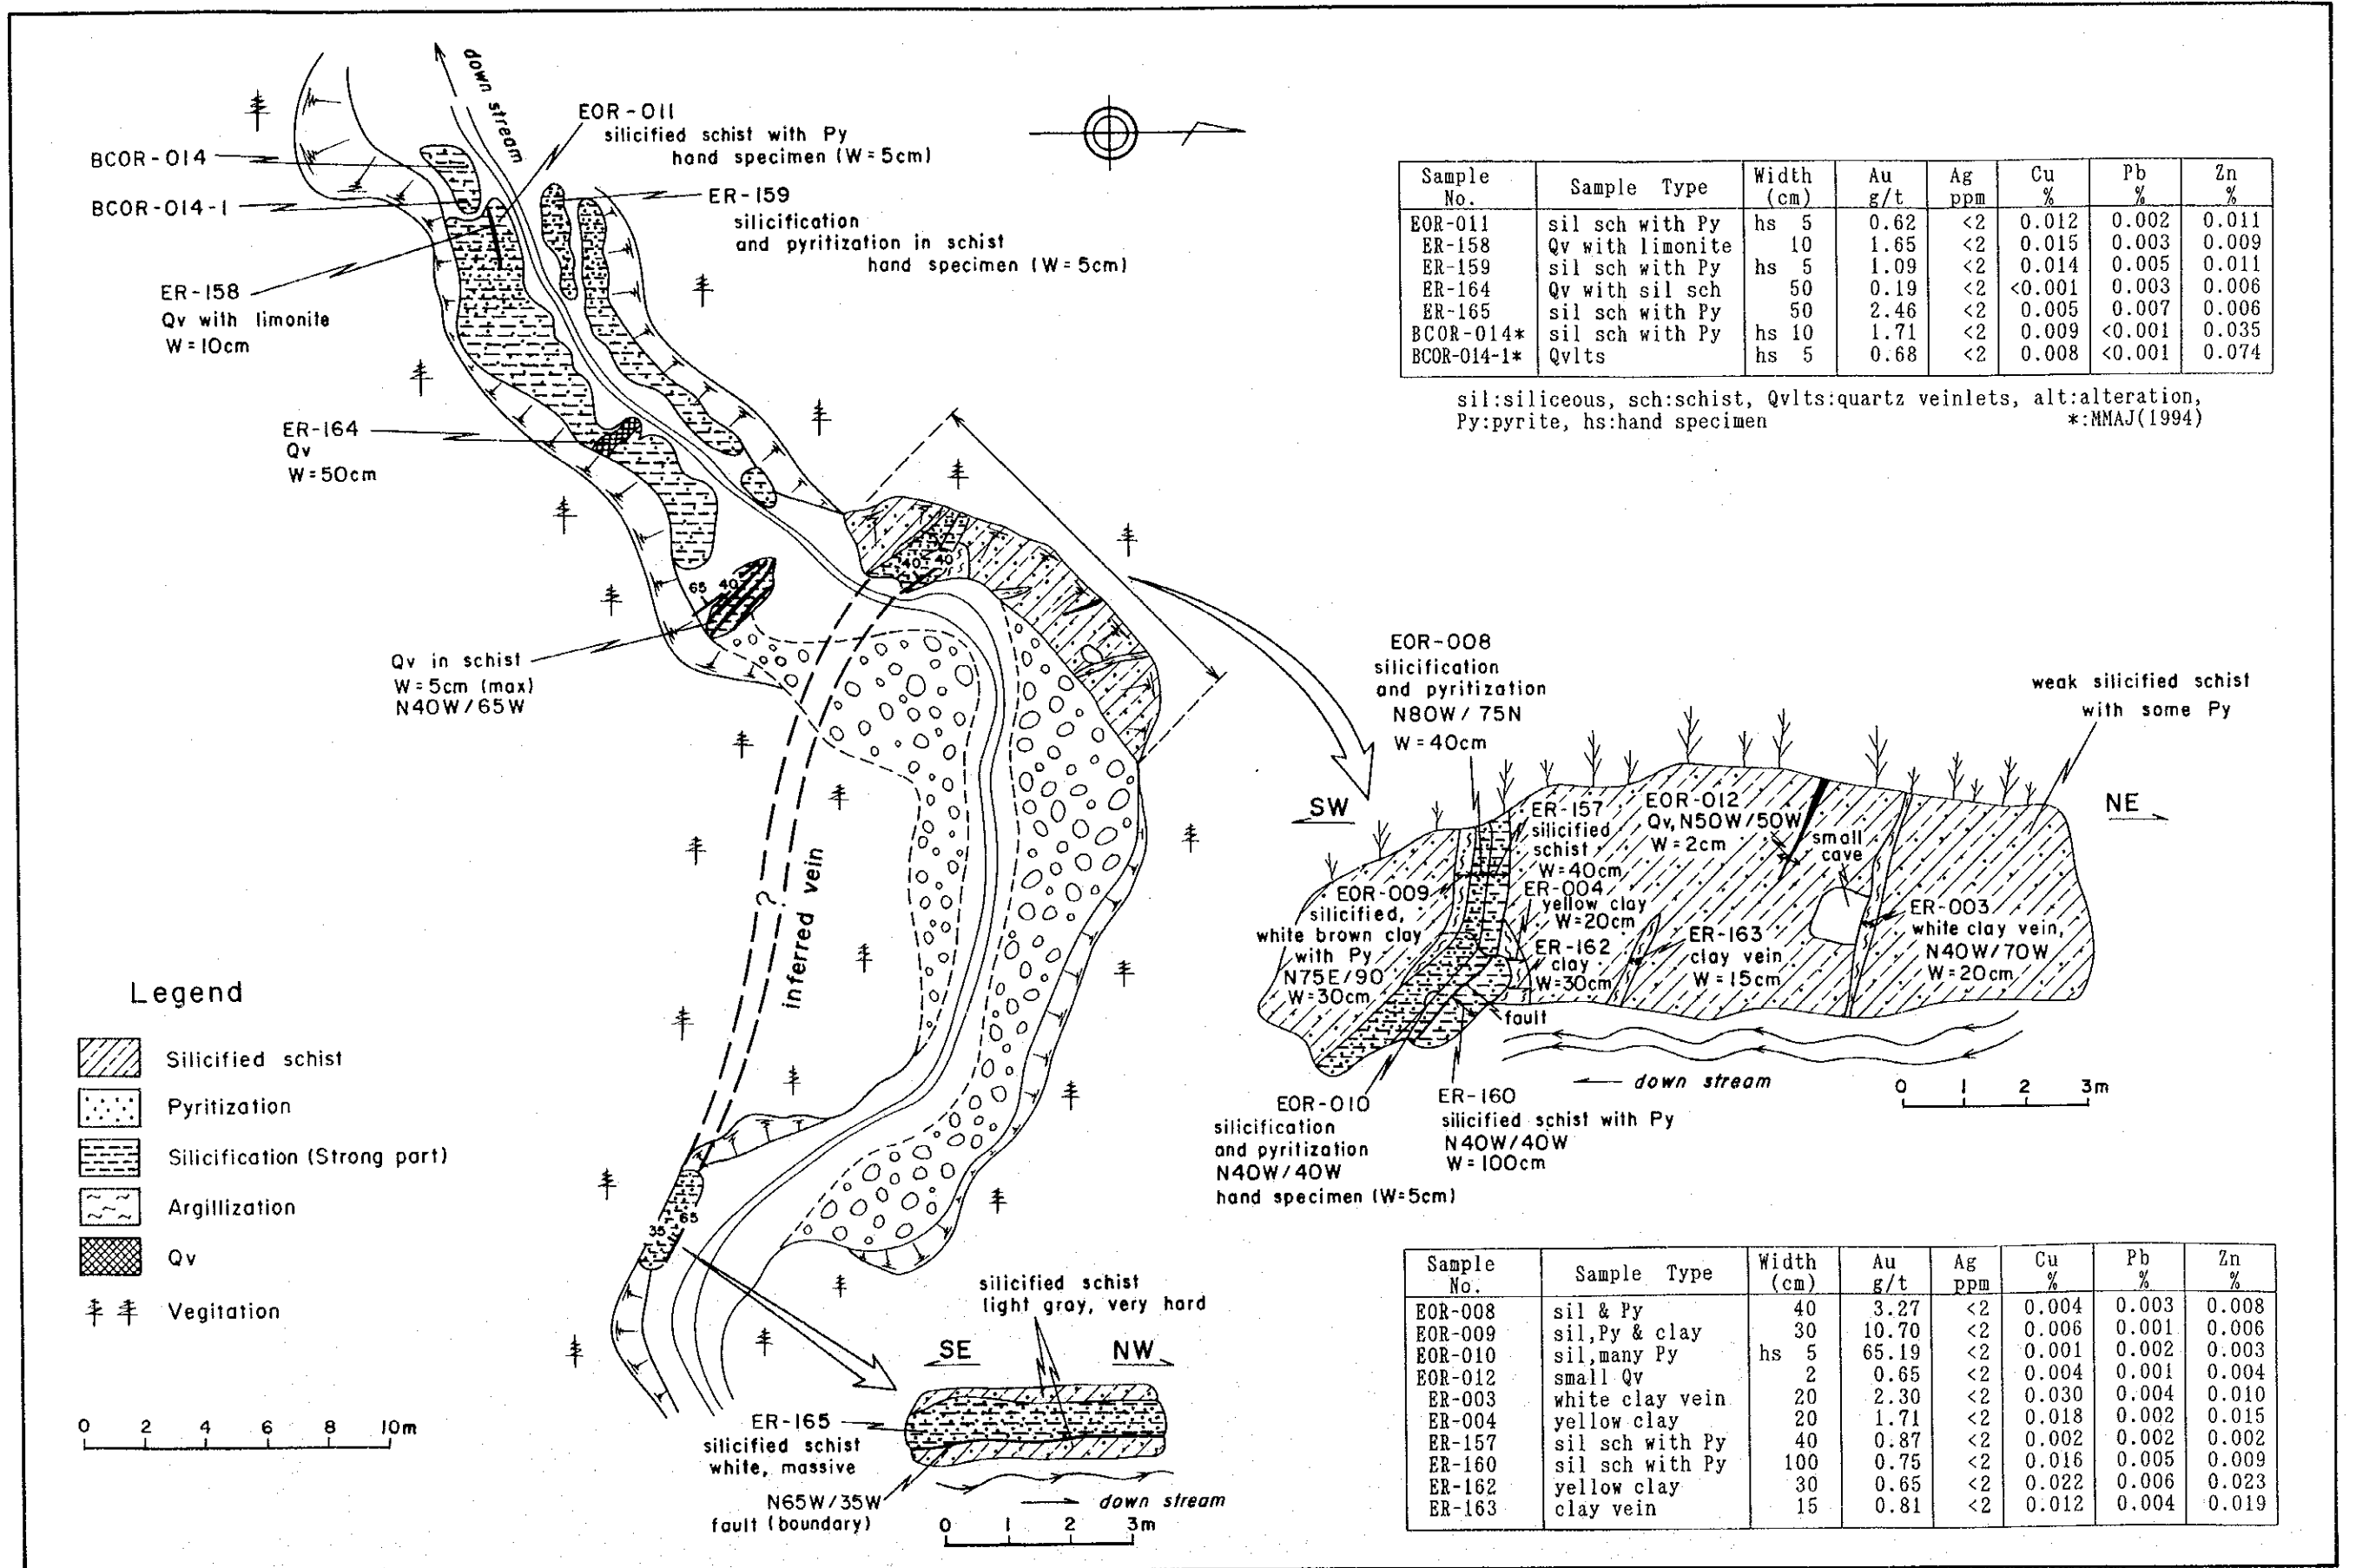 down stream
EOR-011
silicified schist with Py
hand specimen (W=5cm)
BCOR-014
BCOR-014-1
ER-159
silicification
and pyritization in schist
hand specimen (W=5cm)
ER-158
Qv with limonite
W=10cm
ER-164
Qv
W=50cm
65 40
40 40
Qv in schist
W=5cm (max)
N40W/65W
?
inferred vein
Sample No. Sample Type Width (cm) Au g/t Ag ppm Cu % Pb % Zn %
EOR-011 sil sch with Py hs 5 0.62 <2 0.012 0.002 0.011
ER-158 Qv with limonite 10 1.65 <2 0.015 0.003 0.009
ER-159 sil sch with Py hs 5 1.09 <2 0.014 0.005 0.011
ER-164 Qv with sil sch 50 0.19 <2 <0.001 0.003 0.006
ER-165 sil sch with Py 50 2.46 <2 0.005 0.007 0.006
BCOR-014* sil sch with Py hs 10 1.71 <2 0.009 <0.001 0.035
BCOR-014-1* Qvlts hs 5 0.68 <2 0.008 <0.001 0.074
sil:siliceous, sch:schist, Qvlts:quartz veinlets, alt:alteration,
Py:pyrite, hs:hand specimen *:MMAJ(1994)
EOR-008
silicification
and pyritization
N80W/75N
W=40cm
weak silicified schist
with some Py
SW
NE
ER-157
silicified
schist
W=40cm
EOR-012
Qv, N50W/50W
W=2cm
small
cave
EOR-009
silicified,
white brown clay
with Py
N75E/90
W=30cm
ER-004
yellow clay
W=20cm
ER-162
clay
W=30cm
ER-163
clay vein
W=15cm
ER-003
white clay vein,
N40W/70W
W=20cm
fault
down stream
0 1 2 3m
EOR-010
silicification
and pyritization
N40W/40W
hand specimen (W=5cm)
ER-160
silicified schist with Py
N40W/40W
W=100cm
Legend
Silicified schist
Pyritization
Silicification (Strong part)
Argillization
Qv
Vegitation
0 2 4 6 8 10m
35 65
silicified schist
light gray, very hard
SE
NW
ER-165
silicified schist
white, massive
N65W/35W
fault (boundary)
down stream
0 1 2 3m
Sample No. Sample Type Width (cm) Au g/t Ag ppm Cu % Pb % Zn %
EOR-008 sil & Py 40 3.27 <2 0.004 0.003 0.008
EOR-009 sil,Py & clay 30 10.70 <2 0.006 0.001 0.006
EOR-010 sil,many Py hs 5 65.19 <2 0.001 0.002 0.003
EOR-012 small Qv 2 0.65 <2 0.004 0.001 0.004
ER-003 white clay vein 20 2.30 <2 0.030 0.004 0.010
ER-004 yellow clay 20 1.71 <2 0.018 0.002 0.015
ER-157 sil sch with Py 40 0.87 <2 0.002 0.002 0.002
ER-160 sil sch with Py 100 0.75 <2 0.016 0.005 0.009
ER-162 yellow clay 30 0.65 <2 0.022 0.006 0.023
ER-163 clay vein 15 0.81 <2 0.012 0.004 0.019